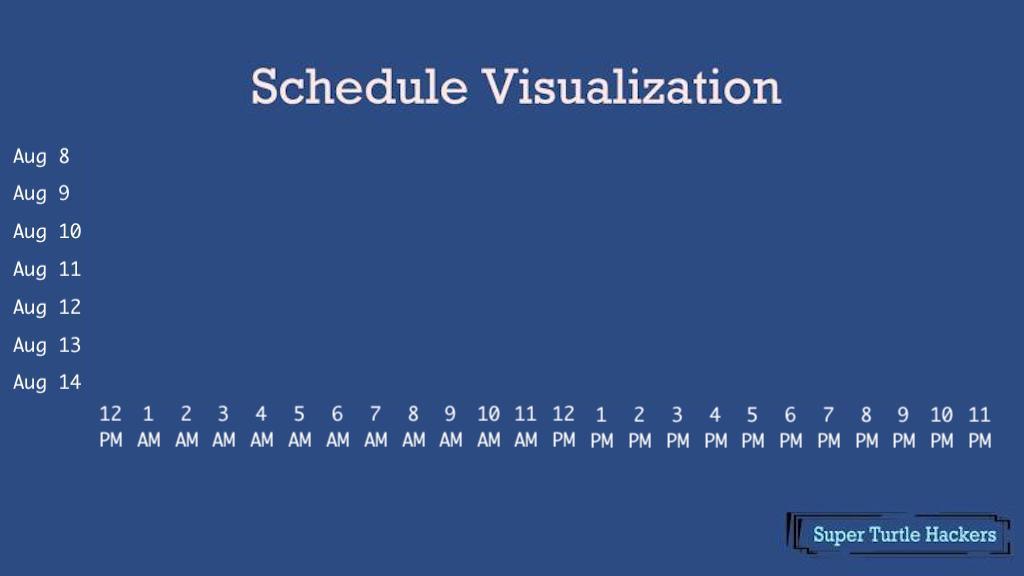 Schedule Visualization
Aug 8
Aug 9
Aug 10
Aug 11
Aug 12
Aug 13
Aug 14
12 1 2 3 4 5 6 7 8 9 10 11 12 1 2 3 4 5 6 7 8 9 10 11
PM AM AM AM AM AM AM AM AM AM AM AM PM PM PM PM PM PM PM PM PM PM PM PM
Super Turtle Hackers